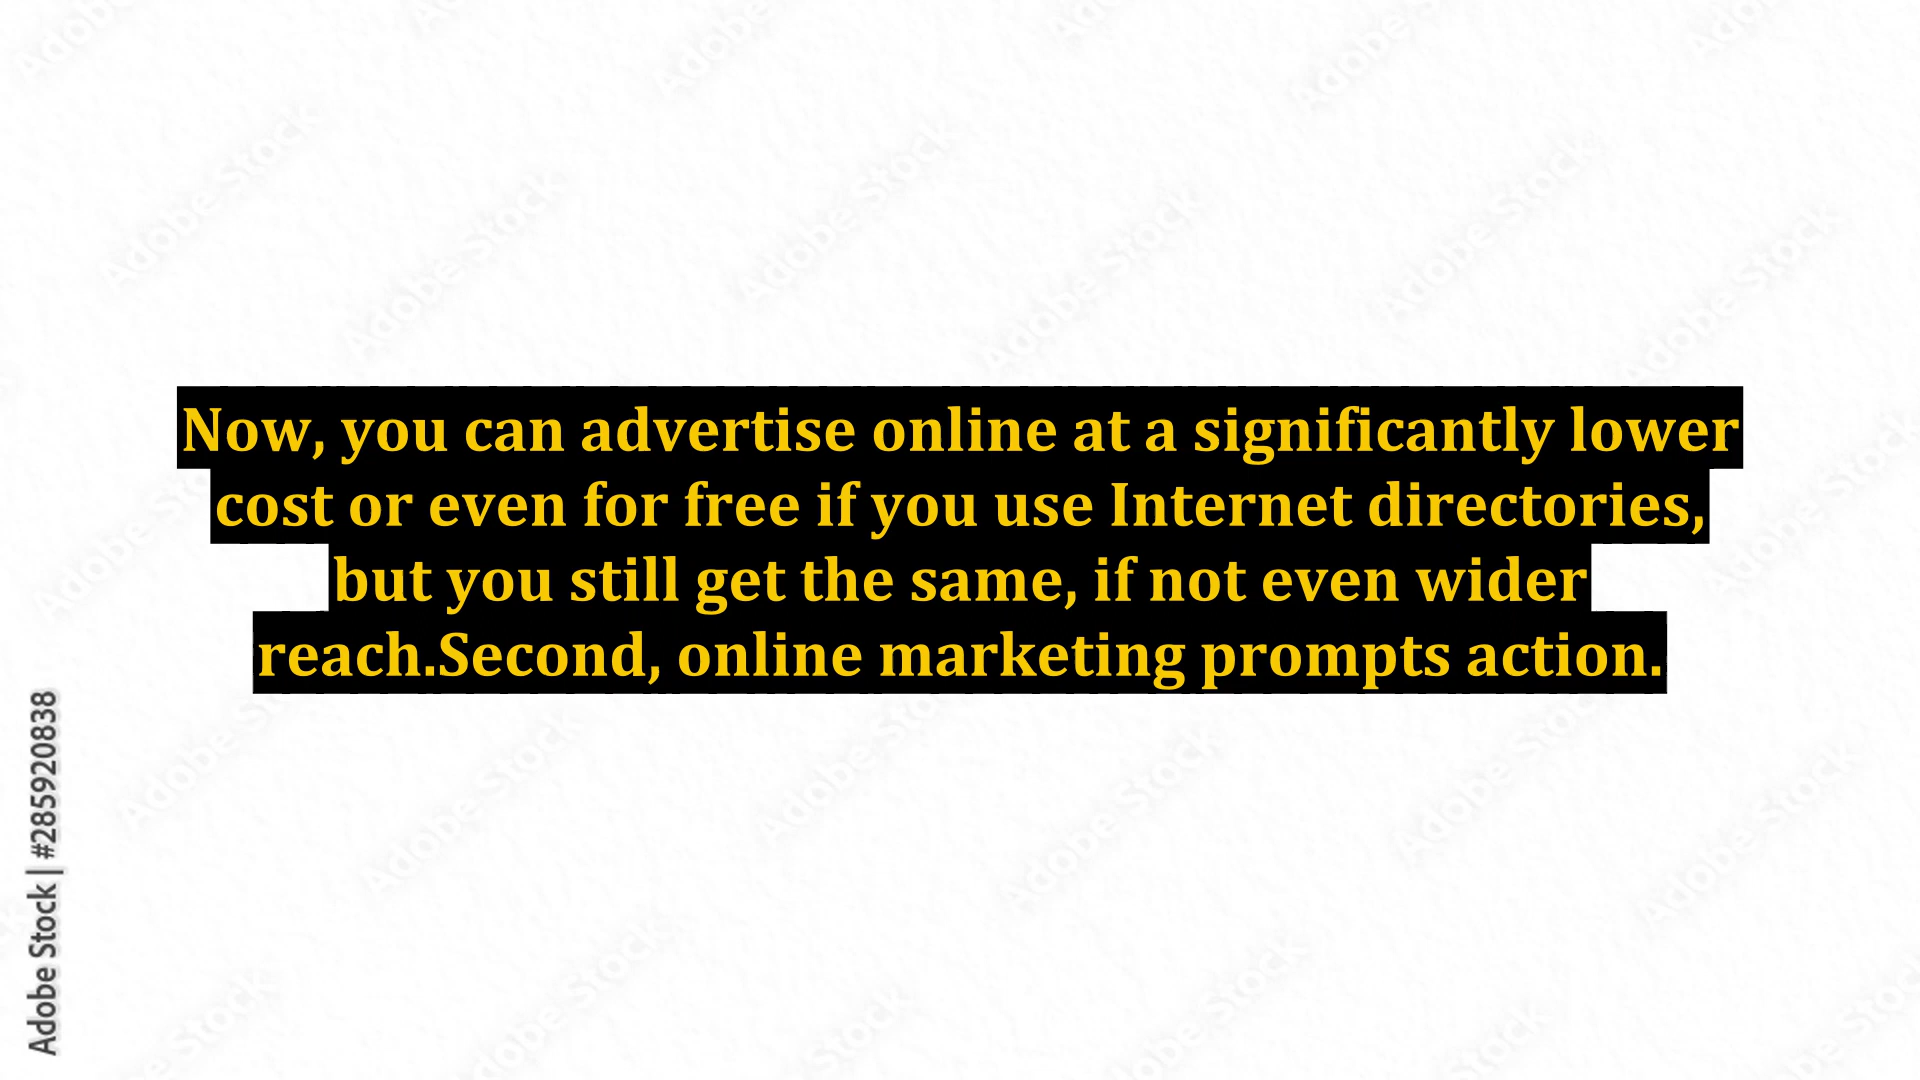 Now, you can advertise online at a significantly lower
cost or even for free if you use Internet directories,
but you still get the same, if not even wider
reach.Second, online marketing prompts action.
Adobe Stock | #285920838